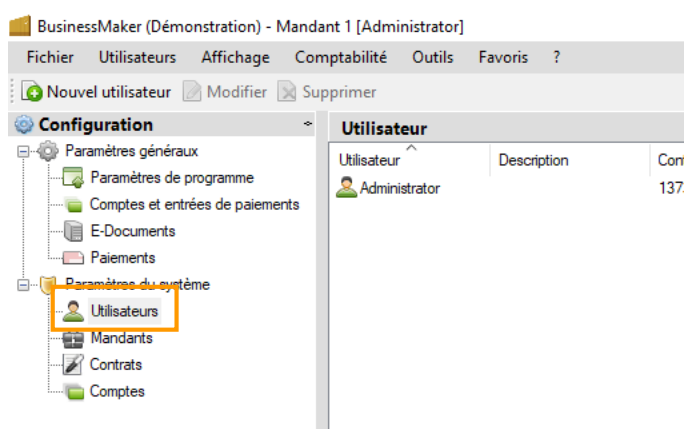 BusinessMaker (Démonstration) - Mandant 1 [Administrator]
Fichier Utilisateurs Affichage Comptabilité Outils Favoris ?
Nouvel utilisateur Modifier Supprimer
Configuration
Paramètres généraux
Paramètres de programme
Comptes et entrées de paiements
E-Documents
Paiements
Paramètres du système
Utilisateurs
Mandants
Contrats
Comptes
Utilisateur
Utilisateur Description
Administrator